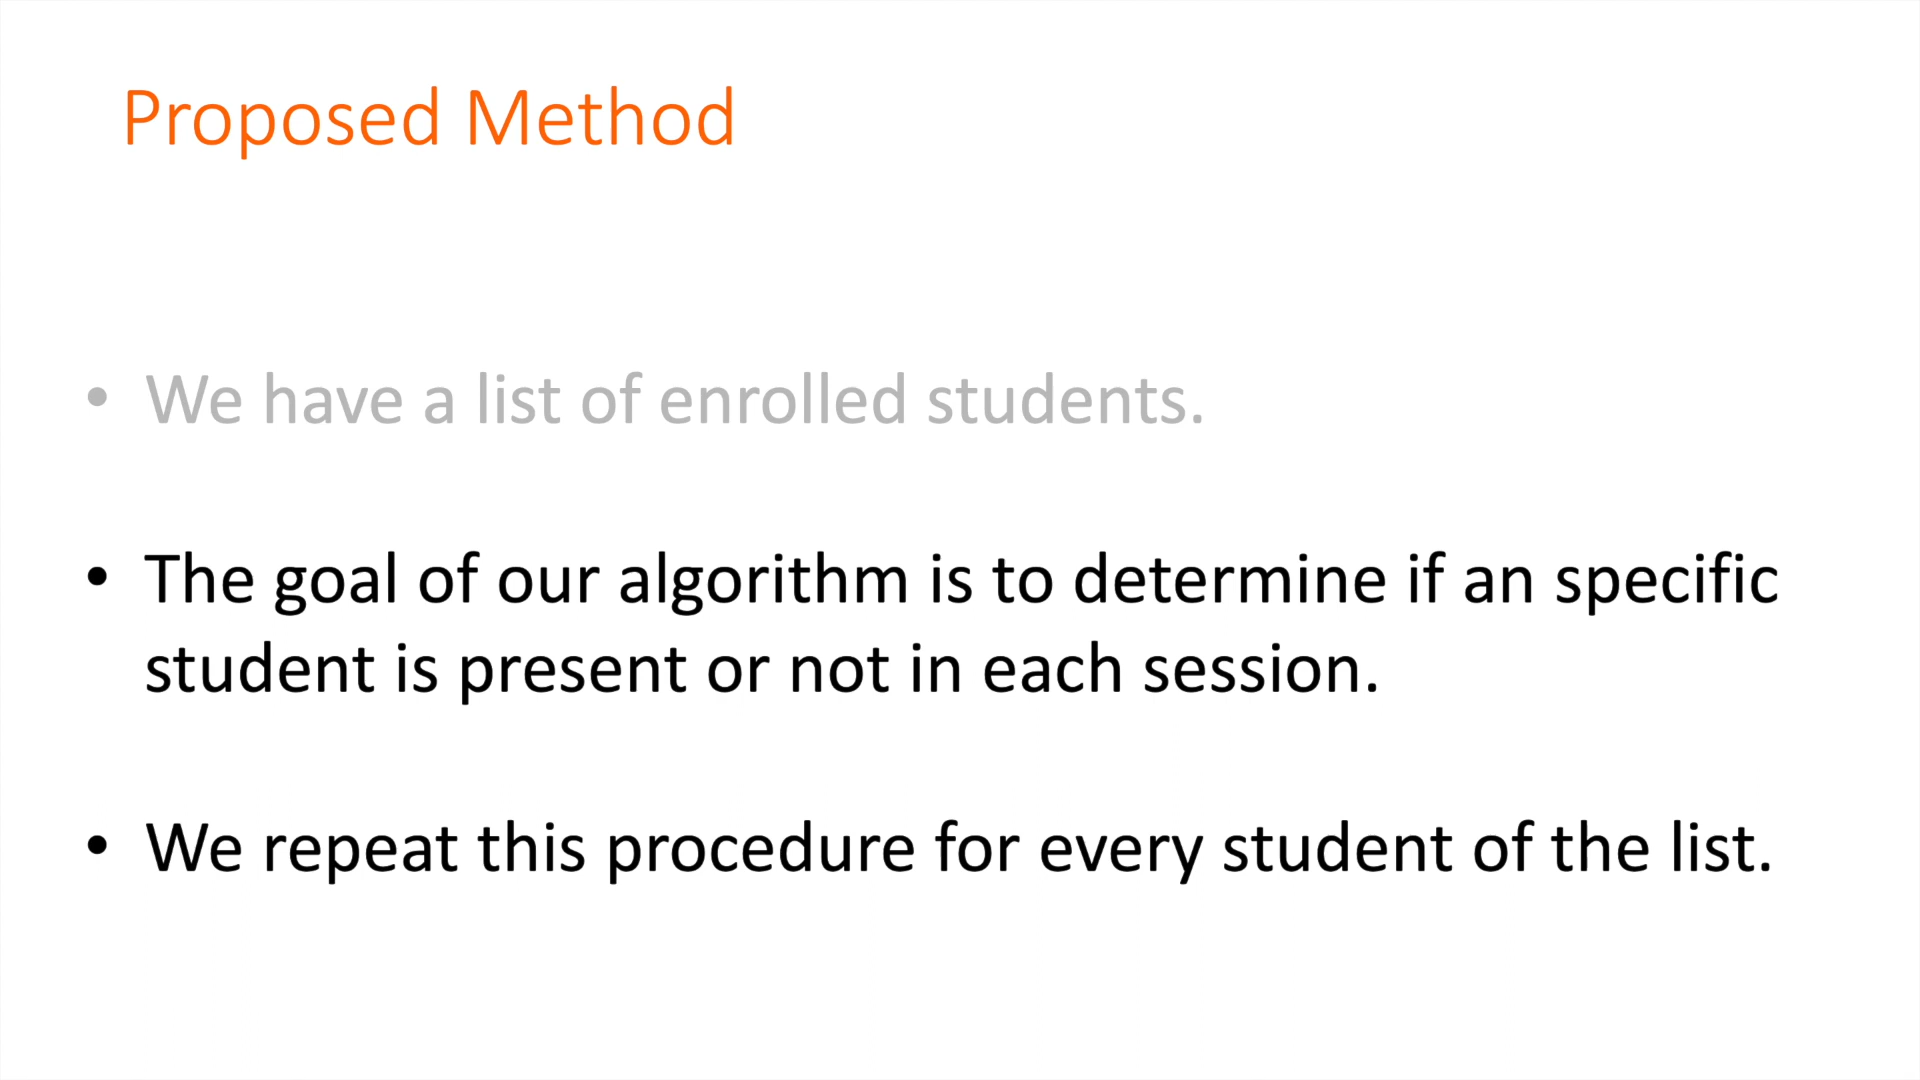 Proposed Method
• We have a list of enrolled students.
• The goal of our algorithm is to determine if an specific
student is present or not in each session.
• We repeat this procedure for every student of the list.